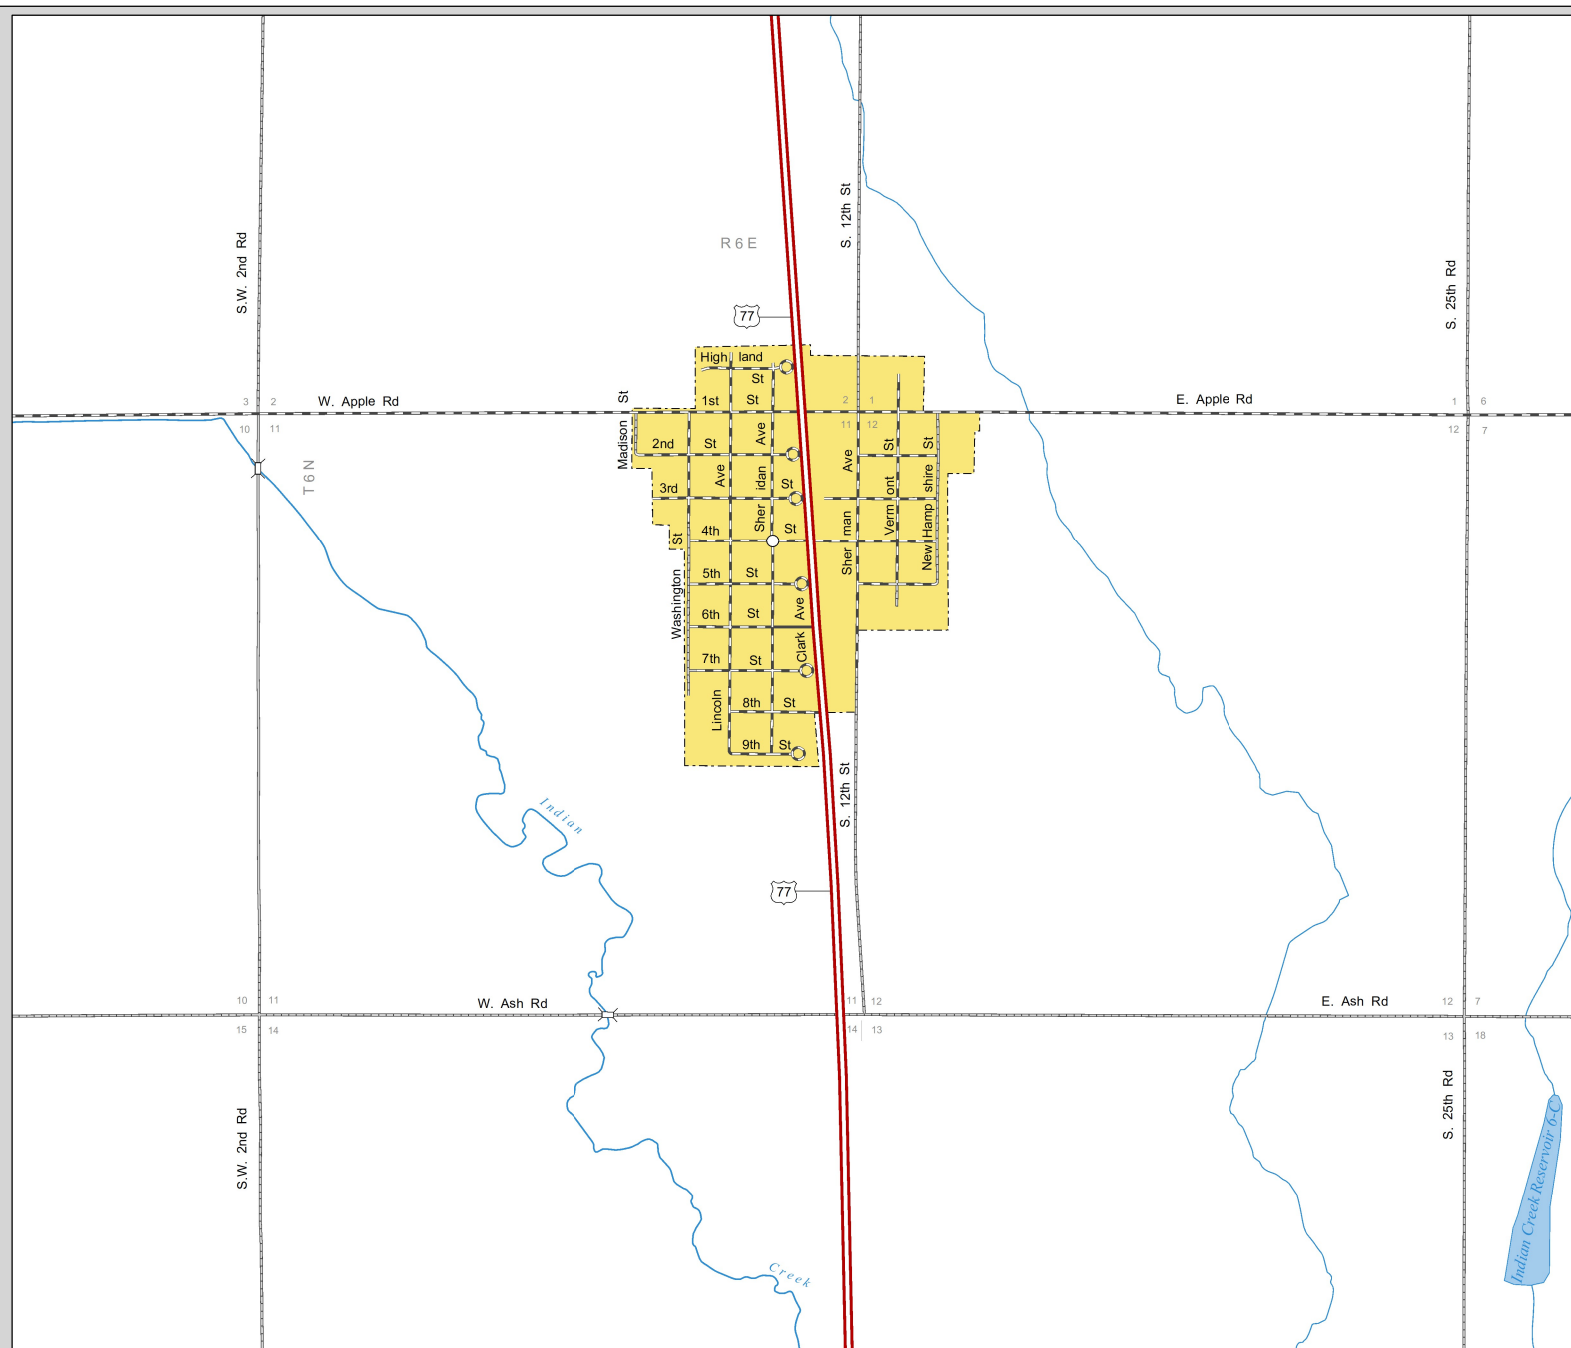 S. 12th St
S.W. 2nd Rd
R 6 E
S. 25th Rd
77
High land
St
3 2
W. Apple Rd
St
1st St
2 1
E. Apple Rd
1 6
10 11
11 12
12 7
Madison
2nd St
Ave
Ave
St
St
T 6 N
3rd
Ave
idan
St
ont
shire
4th
Sher
St
man
Verm
New Hamp
St
5th St
Sher
Washington
6th St
Ave
7th St
Clark
Lincoln
8th St
9th St
S. 12th St
Indian
77
10 11
W. Ash Rd
11 12
E. Ash Rd
12 7
15 14
14 13
13 18
S.W. 2nd Rd
S. 25th Rd
Indian Creek Reservoir 6-C
Creek